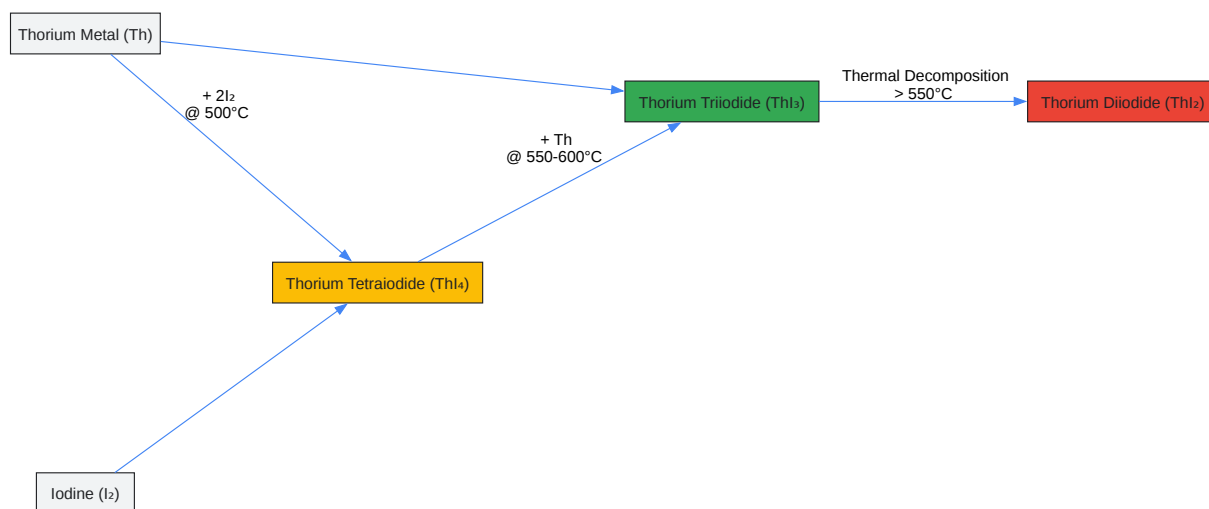 Thorium Metal (Th)
+ 2I₂
@ 500°C
Thorium Triiodide (ThI₃)
Thermal Decomposition
> 550°C
Thorium Diiodide (ThI₂)
+ Th
@ 550-600°C
Thorium Tetraiodide (ThI₄)
Iodine (I₂)